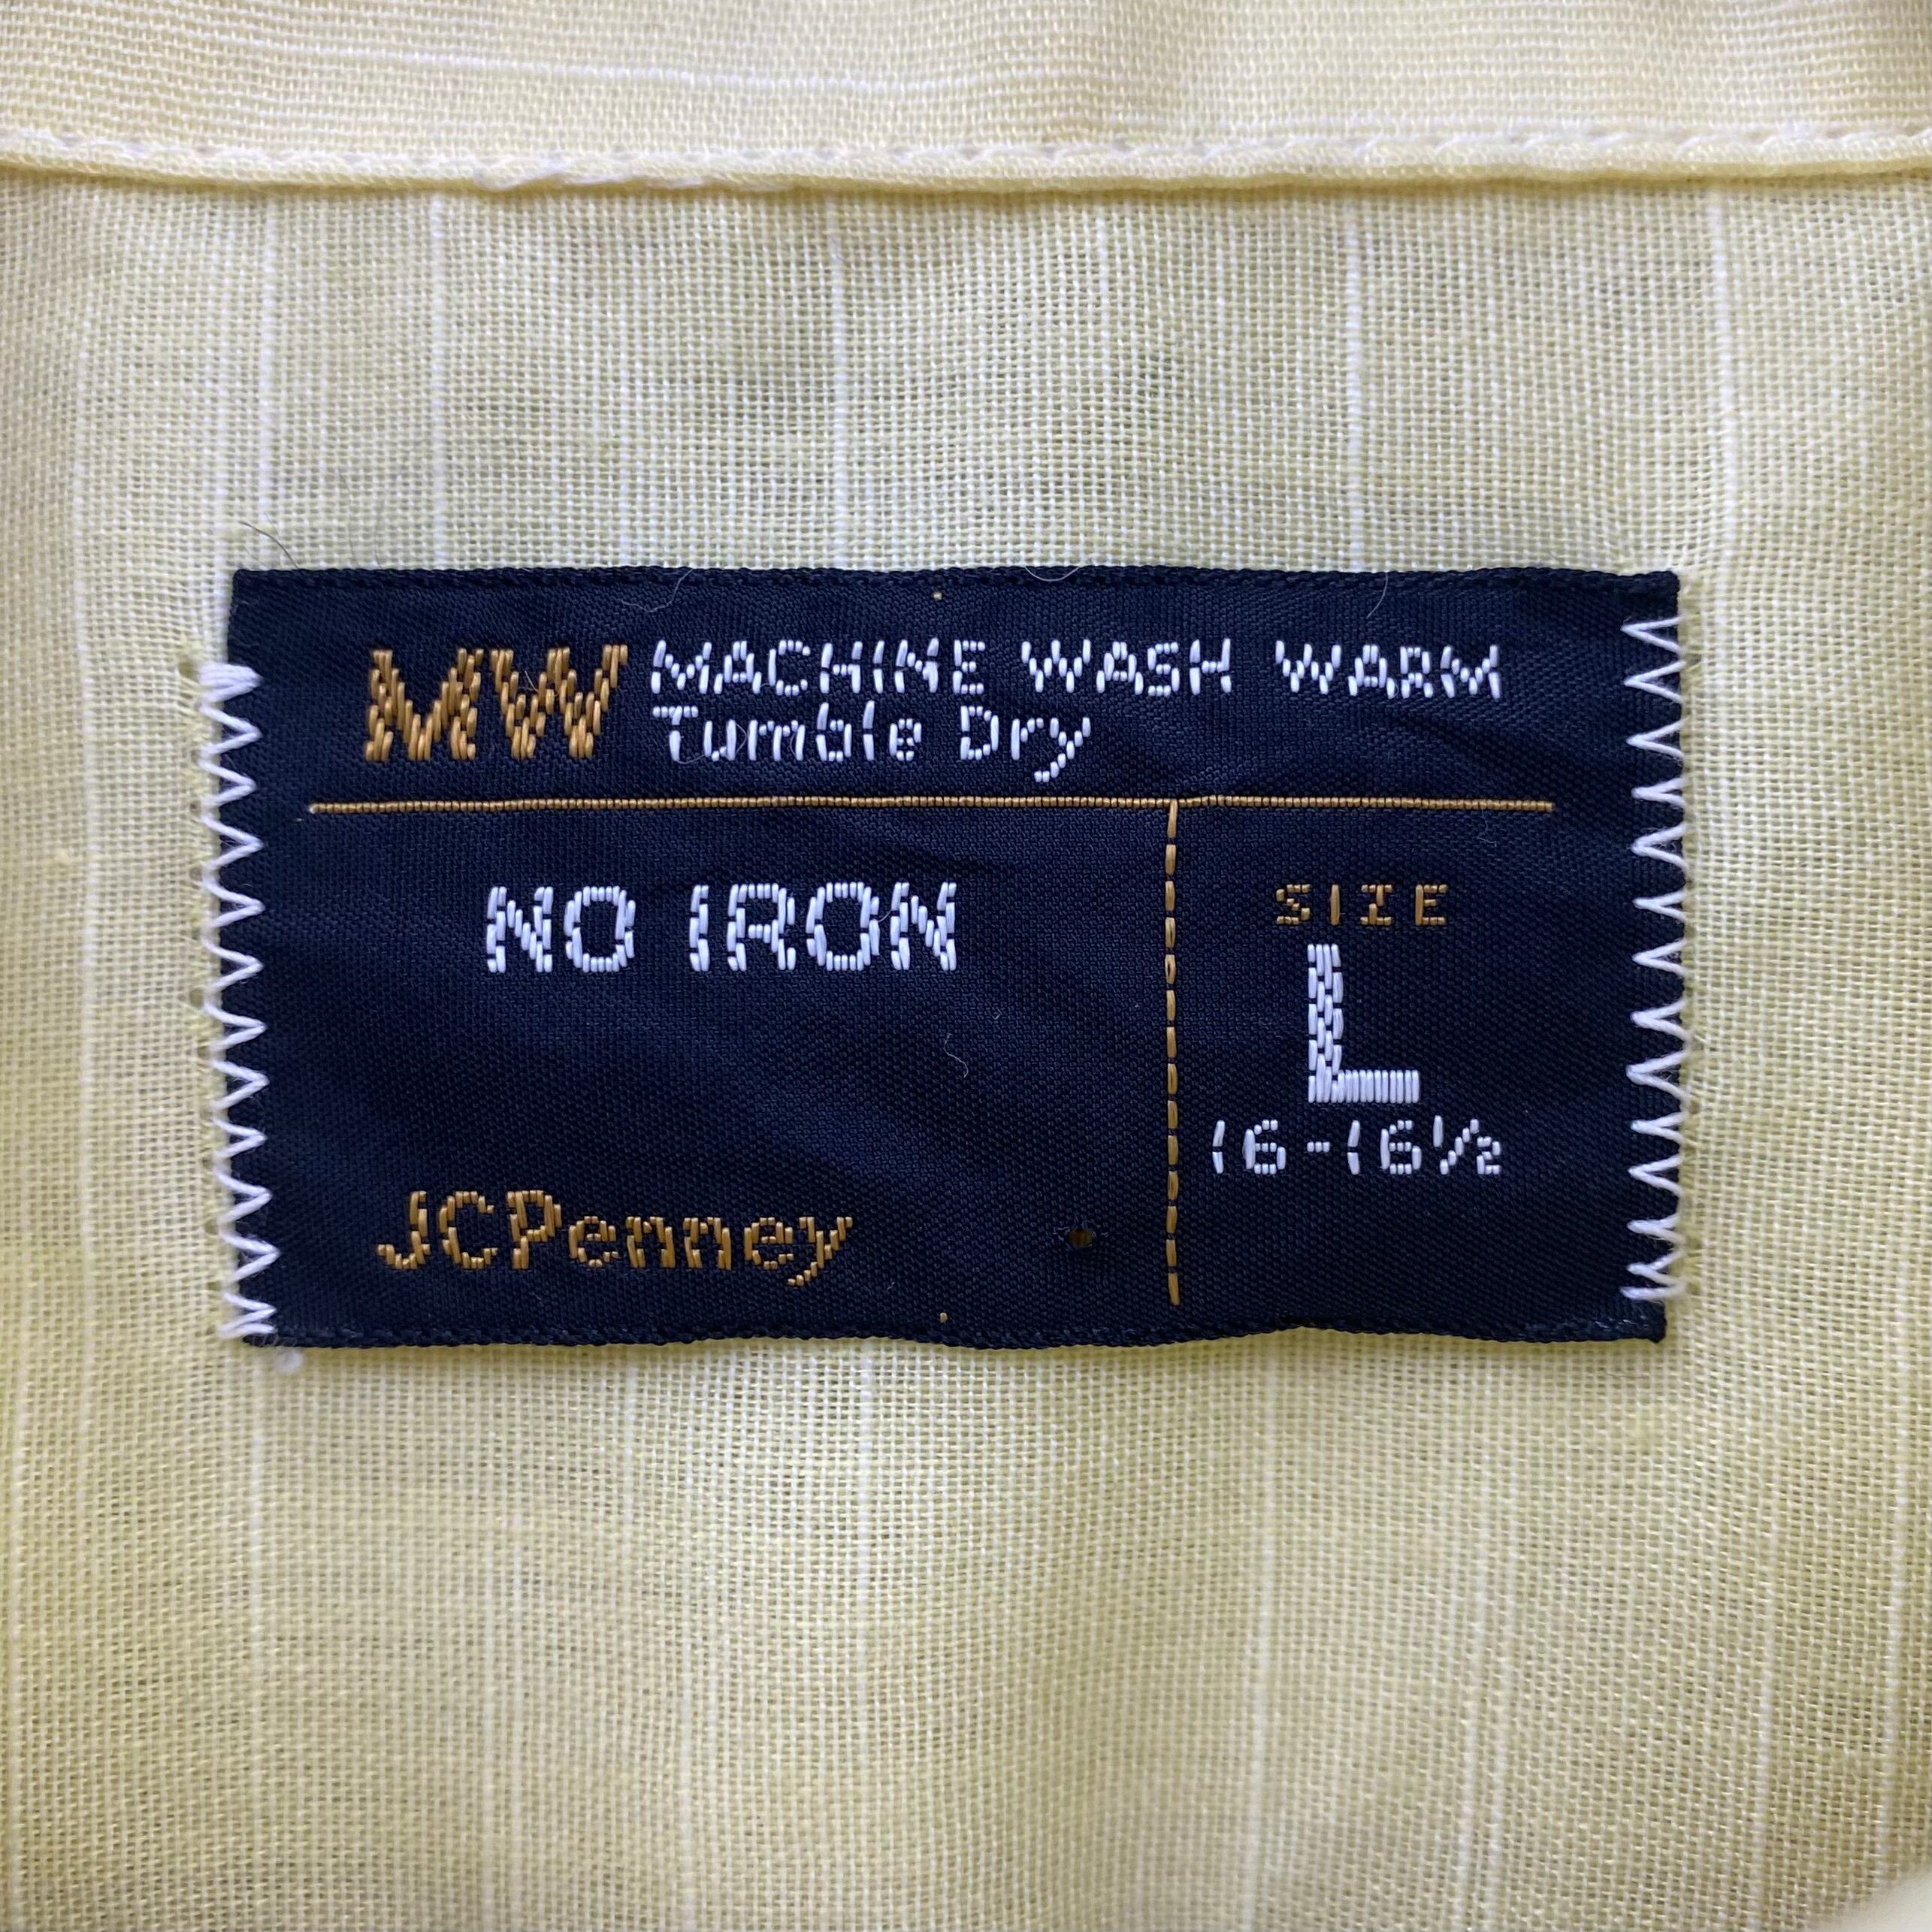 MW MACHINE WASH WARM
Tumble Dry
NO IRON
SIZE
L
16-16½
JCPenney